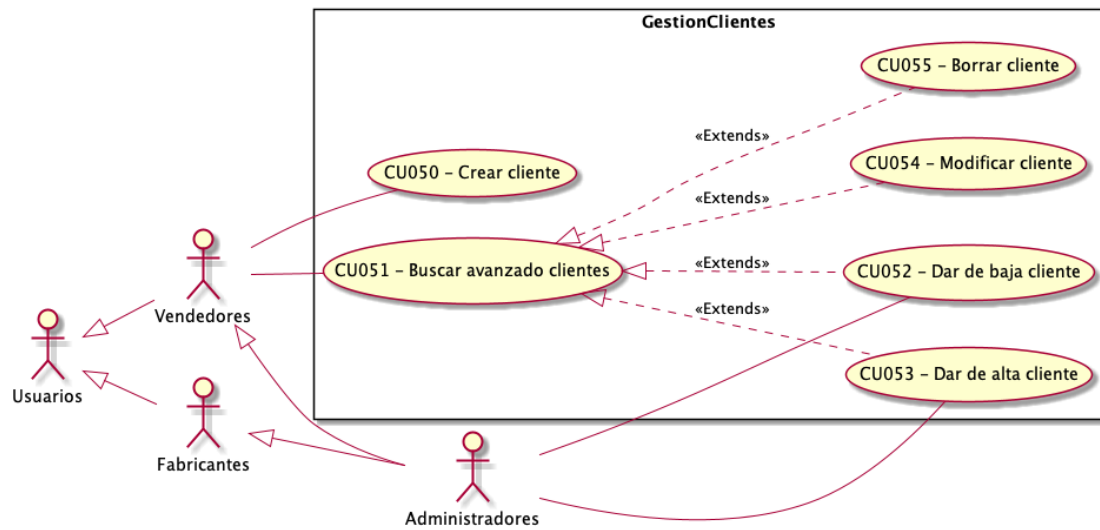 GestionClientes
CU055 – Borrar cliente
«Extends»
CU054 – Modificar cliente
CU050 – Crear cliente
«Extends»
CU051 – Buscar avanzado clientes
«Extends»
CU052 – Dar de baja cliente
«Extends»
Vendedores
CU053 – Dar de alta cliente
Usuarios
Fabricantes
Administradores